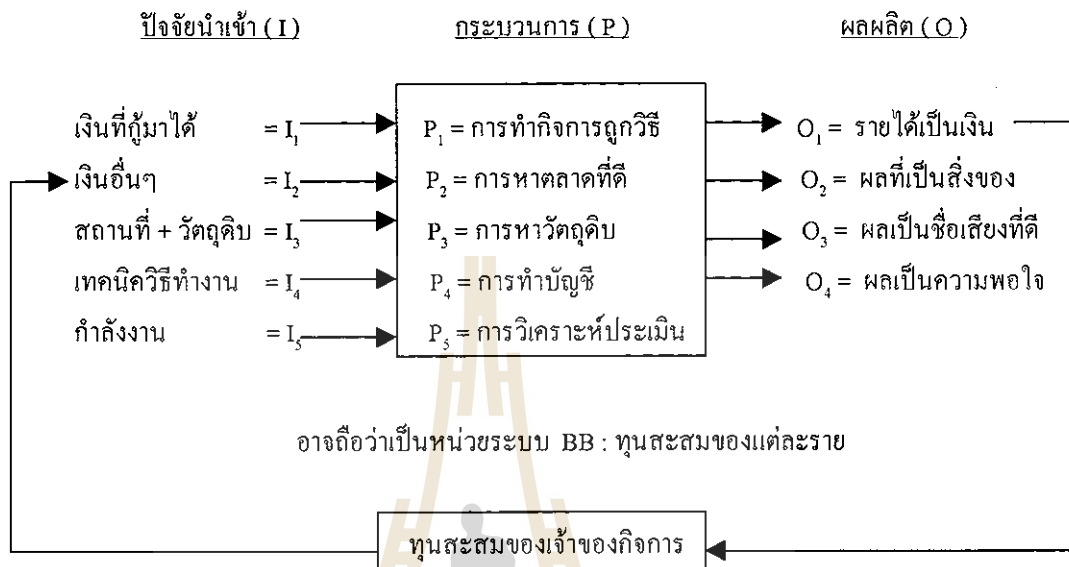 ปัจจัยนำเข้า ( I ) กระบวนการ ( P ) ผลผลิต ( O )
เงินที่กู้มาได้ = I₁ P₁ = การทำกิจการถูกวิธี O₁ = รายได้เป็นเงิน
เงินอื่นๆ = I₂ P₂ = การหาตลาดที่ดี O₂ = ผลที่เป็นสิ่งของ
สถานที่ + วัตถุดิบ = I₃ P₃ = การหาวัตถุดิบ O₃ = ผลเป็นชื่อเสียงที่ดี
เทคนิควิธีทำงาน = I₄ P₄ = การทำบัญชี O₄ = ผลเป็นความพอใจ
กำลังงาน = I₅ P₅ = การวิเคราะห์ประเมิน
อาจถือว่าเป็นหน่วยระบบ BB : ทุนสะสมของแต่ละราย
ทุนสะสมของเจ้าของกิจการ